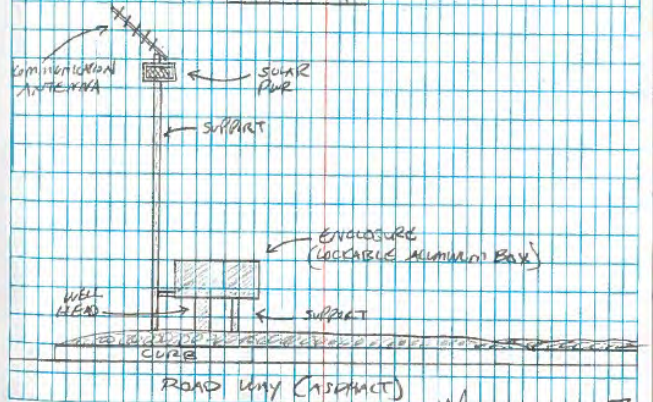 COMMUNICATION
ANTENNA
SOLAR
PWR
SUPPORT
ENCLOSURE
(LOCKABLE ALUMINUM BOX)
WELL
HEAD
SUPPORT
CURB
ROAD WAY (ASPHALT)